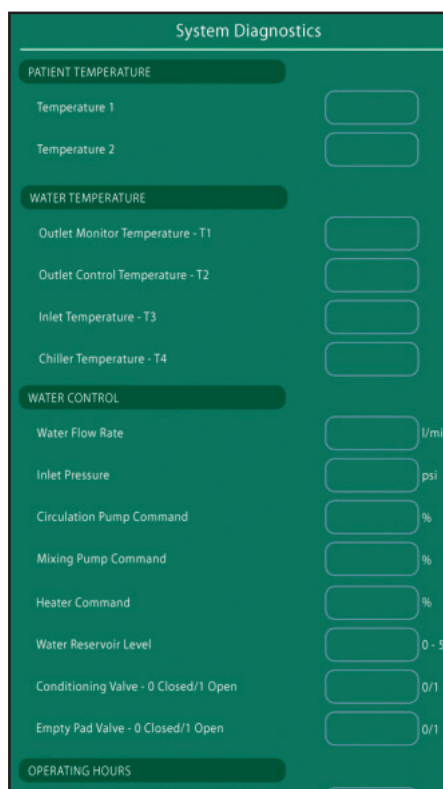 System Diagnostics
PATIENT TEMPERATURE
Temperature 1
Temperature 2
WATER TEMPERATURE
Outlet Monitor Temperature - T1
Outlet Control Temperature - T2
Inlet Temperature - T3
Chiller Temperature - T4
WATER CONTROL
Water Flow Rate l/mi
Inlet Pressure psi
Circulation Pump Command %
Mixing Pump Command %
Heater Command %
Water Reservoir Level 0 - 5
Conditioning Valve - 0 Closed/1 Open 0/1
Empty Pad Valve - 0 Closed/1 Open 0/1
OPERATING HOURS